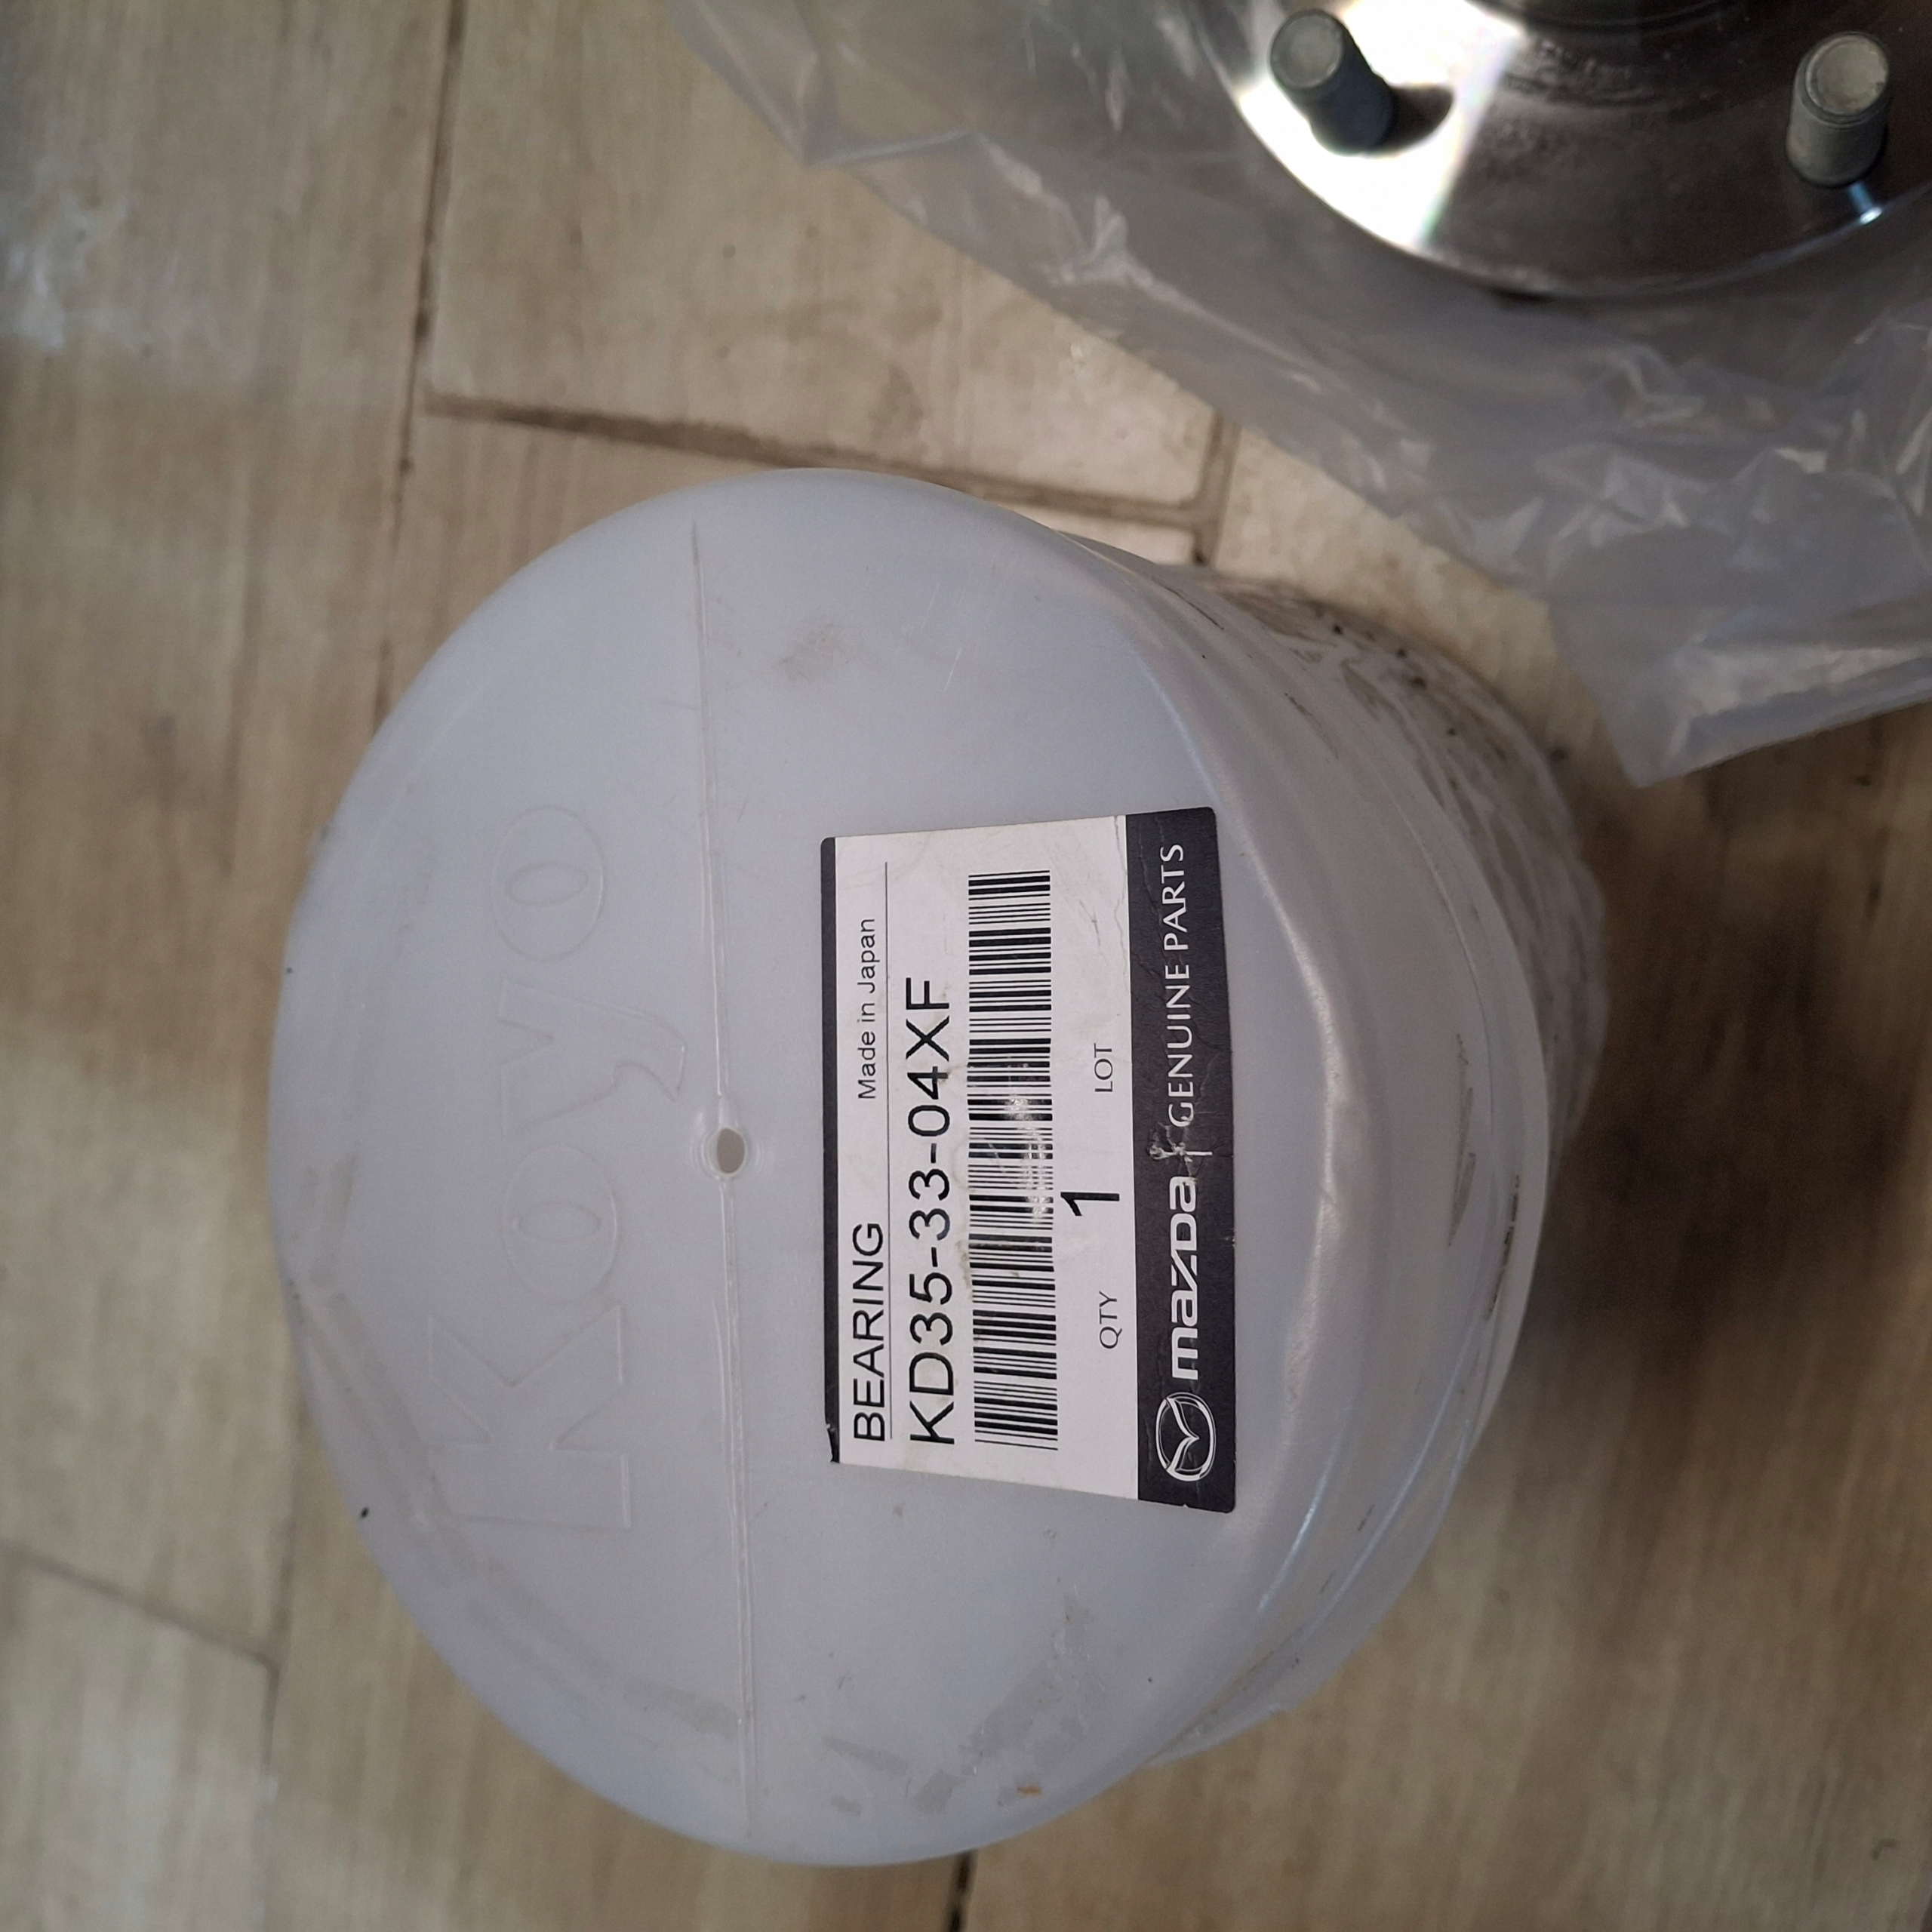 Koyo
BEARING Made in Japan
KD35-33-04XF
QTY 1 LOT
mazda GENUINE PARTS